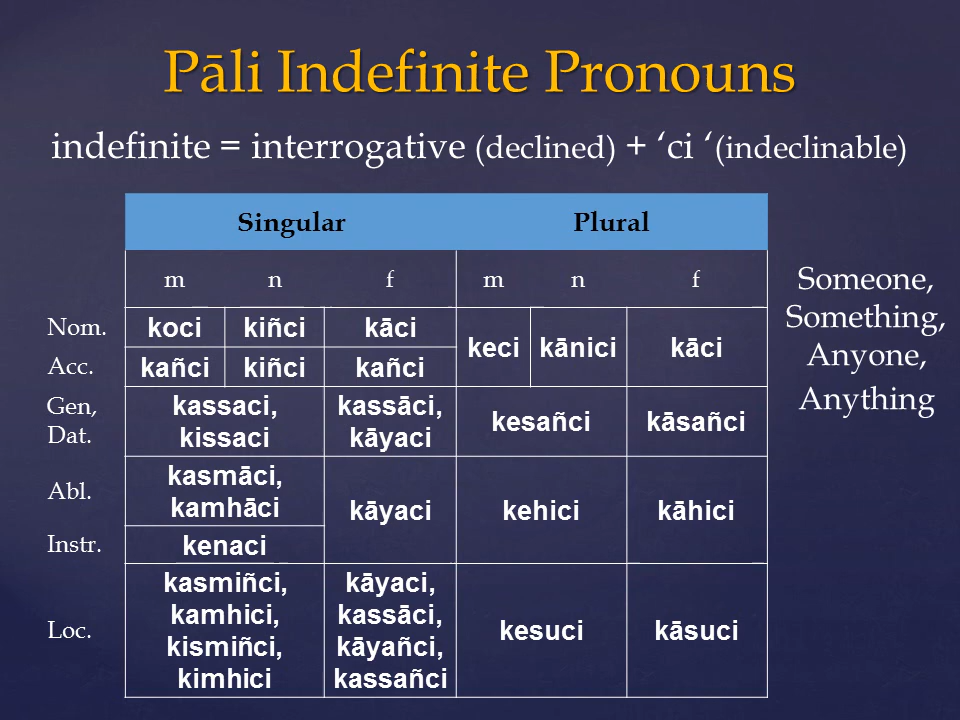 Pāli Indefinite Pronouns
indefinite = interrogative (declined) + ‘ci ‘(indeclinable)
Singular Plural
m n f m n f
Nom. koci kiñci kāci keci kānici kāci
Acc. kañci kiñci kañci
Gen, Dat. kassaci, kissaci kassāci, kāyaci kesañci kāsañci
Abl. kasmāci, kamhāci kāyaci kehici kāhici
Instr. kenaci
Loc. kasmiñci, kamhici, kismiñci, kimhici kāyaci, kassāci, kāyañci, kassañci kesuci kāsuci
Someone,
Something,
Anyone,
Anything